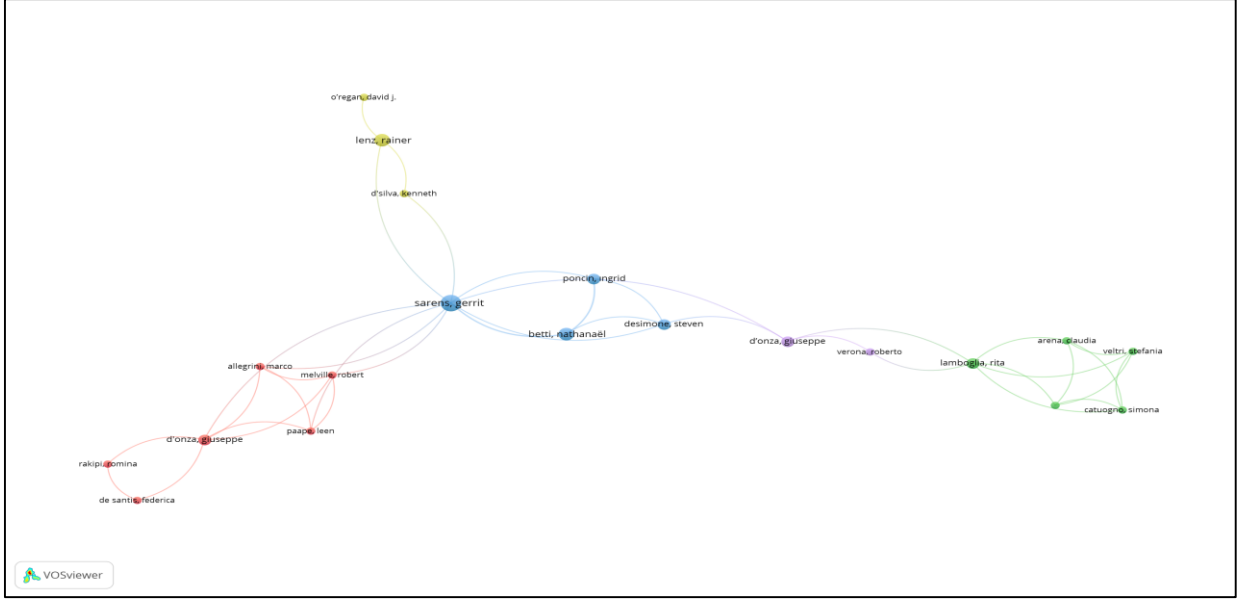 o'regan, david j.
lenz, rainer
d'silva, kenneth
poncin, ingrid
sarens, gerrit
desimone, steven
betti, nathanaël
d'onza, giuseppe
arena, claudia
verona, roberto
veltri, stefania
lamboglia, rita
allegrini, marco
melville, robert
catuogno, simona
paape, leen
d'onza, giuseppe
rakipi, romina
de santis, federica
VOSviewer